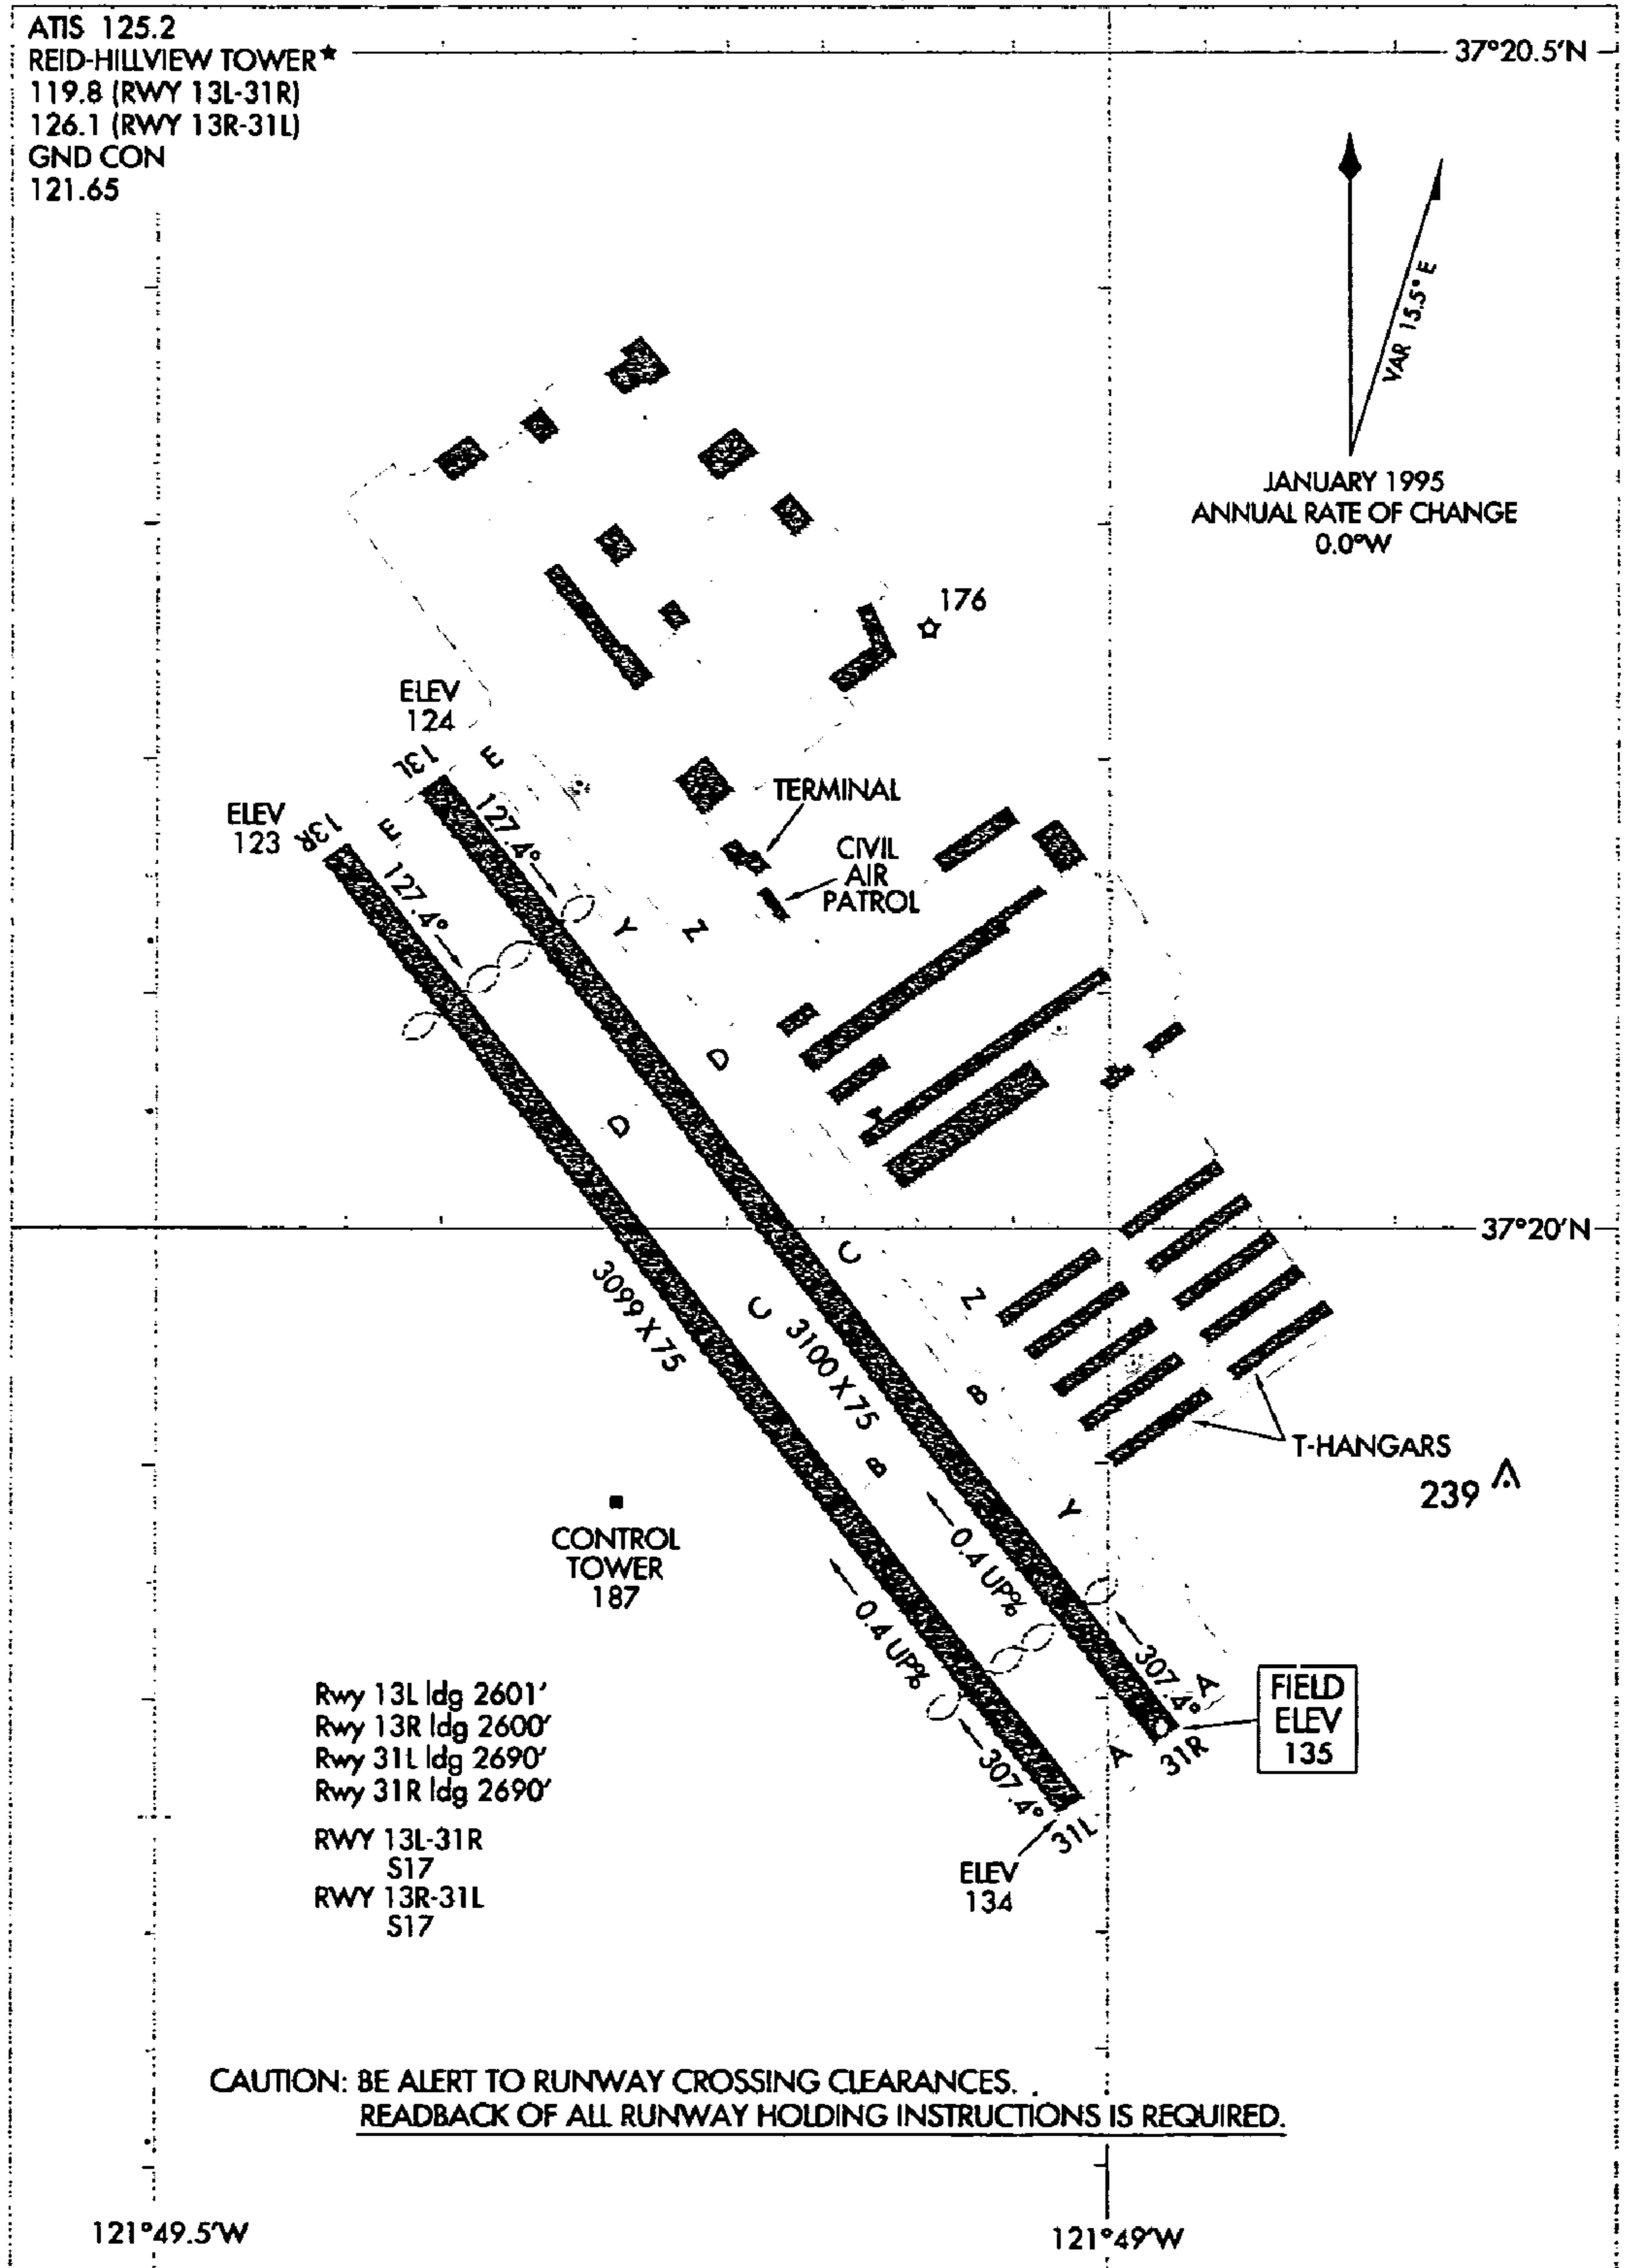 ATIS 125.2
REID-HILLVIEW TOWER★
119.8 (RWY 13L-31R)
126.1 (RWY 13R-31L)
GND CON
121.65
37°20.5'N
VAR 15.5° E
JANUARY 1995
ANNUAL RATE OF CHANGE
0.0°W
176
ELEV
124
13L
E
ELEV
123
13R
E
127.4°
127.4°
TERMINAL
CIVIL
AIR
PATROL
Y
Z
D
D
37°20'N
C
C
3099 X 75
3100 X 75
Z
B
B
T-HANGARS
239
Y
CONTROL
TOWER
187
0.4 UP%
0.4 UP%
307.4°
A
307.4°
A
31R
FIELD
ELEV
135
31L
ELEV
134
Rwy 13L ldg 2601'
Rwy 13R ldg 2600'
Rwy 31L ldg 2690'
Rwy 31R ldg 2690'
RWY 13L-31R
S17
RWY 13R-31L
S17
CAUTION: BE ALERT TO RUNWAY CROSSING CLEARANCES.
READBACK OF ALL RUNWAY HOLDING INSTRUCTIONS IS REQUIRED.
121°49.5'W
121°49'W